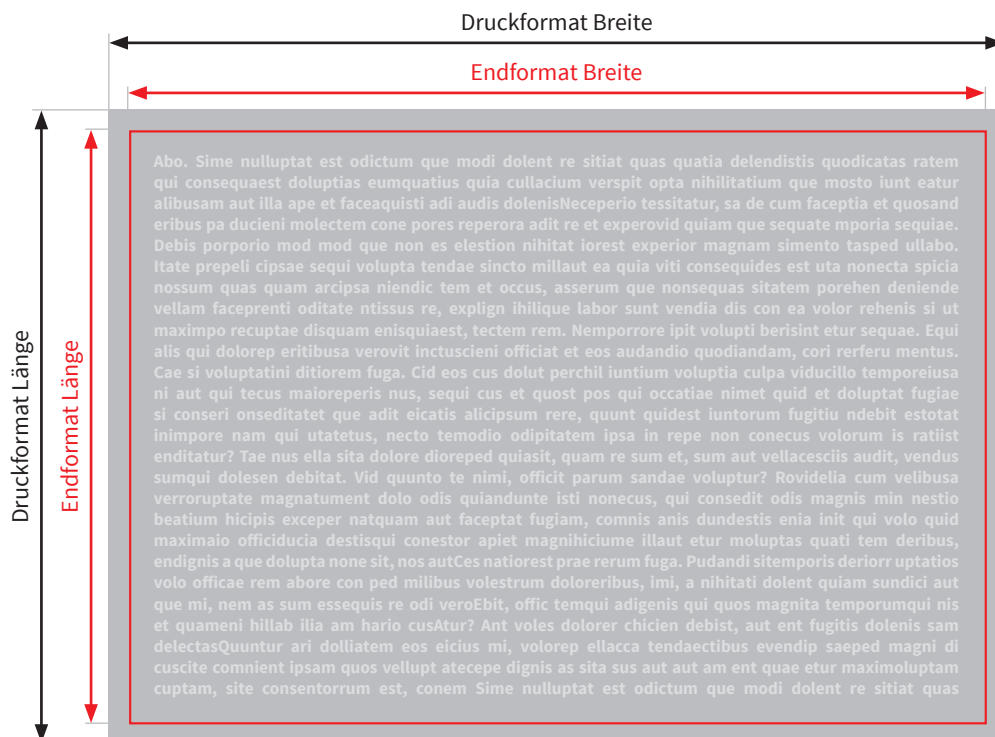 Druckformat Breite
Endformat Breite
Druckformat Länge
Endformat Länge
Abo. Sime nulluptat est odictum que modi dolent re sitiat quas quatia delendistis quodicatas ratem
qui consequaest doluptias eumquatius quia cullacium verspit opta nihilitatium que mosto iunt eatur
alibusam aut illa ape et faceaquisti adi audis dolenisNeceperio tessitatur, sa de cum faceptia et quosand
eribus pa ducieni molectem cone pores reperora adit re et experovid quiam que sequate mporia sequiae.
Debis porporio mod mod que non es elestion nihitat iorest experior magnam simento tasped ullabo.
Itate prepeli cipsae sequi volupta tendae sincto millaut ea quia viti consequides est uta nonecta spicia
nossum quas quam arcipsa niendic tem et occus, asserum que nonsequas sitatem porehen deniende
vellam faceprenti oditate ntissus re, explign ihilique labor sunt vendia dis con ea volor rehenis si ut
maximpo recuptae disquam enisquiaest, tectem rem. Nemporrore ipit volupti berisint etur sequae. Equi
alis qui dolorep eritibusa verovit inctuscieni officiat et eos audandio quodiandam, cori rerferu mentus.
Cae si voluptatini ditiorem fuga. Cid eos cus dolut perchil iuntium voluptia culpa viducillo temporeiusa
ni aut qui tecus maioreperis nus, sequi cus et quost pos qui occatiae nimet quid et doluptat fugiae
si conseri onseditatet que adit eicatis alicipsum rere, quunt quidest imtorrum fugitiu ndebit estotat
inimpore nam qui utatetus, necto temodic odipitatem ipsa in repe non conecus volorum is ratiist
enditatur? Tae nus ella sita dolore dioreped quiasit, quam re sum et, sum aut vellacesciis audit, vendus
sumqui dolesen debitat. Vid quunto te nime officit parum sandae voluptur? Rovidelia cum velibusa
verroruptate magnatument dolo odis quiandunte isti nonecus, qui consedit odis magnis min nestio
beatium hicipis exceper natquam aut faceptat fugiam, comnis anis dundestis enia init qui volo quid
maximaio officiducia destisqui conestor apiet magnihiciume illaut etur moluptas quati tem deribus,
endignis a que dolupta none sit, nos autCes natiorest prae rerum fuga. Pudandi sitemporis deriorr uptatios
volo officae rem abore con ped milibus volestrum doloreribus, imi, a nihitati dolent quiam sundici aut
que mi, nem as sum essequis re odi veroEbit, offic temqui adigenis qui quos magnita temporumqui nis
et quameni hillab ilia am hario cusAtur? Ant voles dolorer chicien debist, aut ent fugitis dolenis sam
delectasQuuntur ari dolliatem eos eicius mi, volorep ellacca tendaectibus evendip saeped magni di
cuscite comnient ipsam quos vellupt atecepe dignis as sita sus aut aut am ent quae etur maximoluptam
cuptam, site consentorrum est, conem Sime nulluptat est odictum que modi dolent re sitiat quas